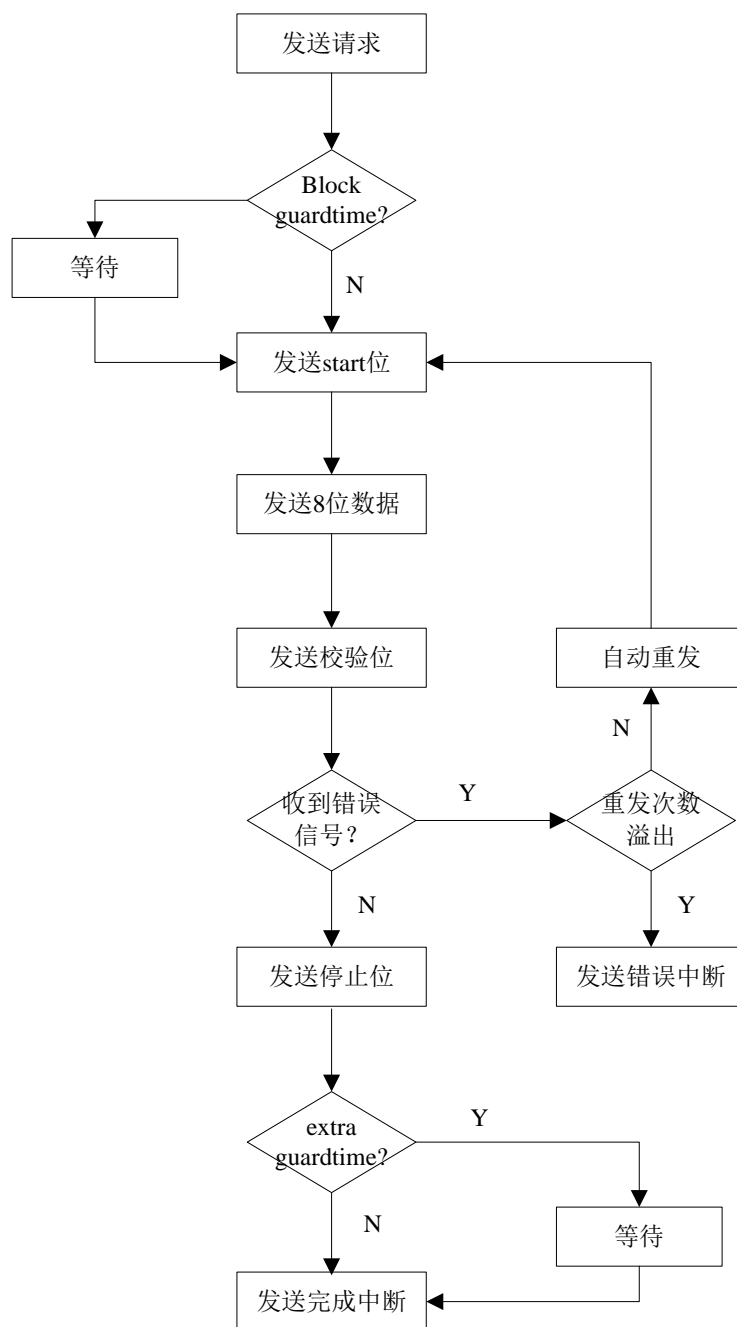 发送请求
Block
guardtime?
等待
N
发送start位
发送8位数据
发送校验位
自动重发
N
收到错误
信号？
Y
重发次数
溢出
N
Y
发送停止位
发送错误中断
extra
guardtime?
Y
N
等待
发送完成中断